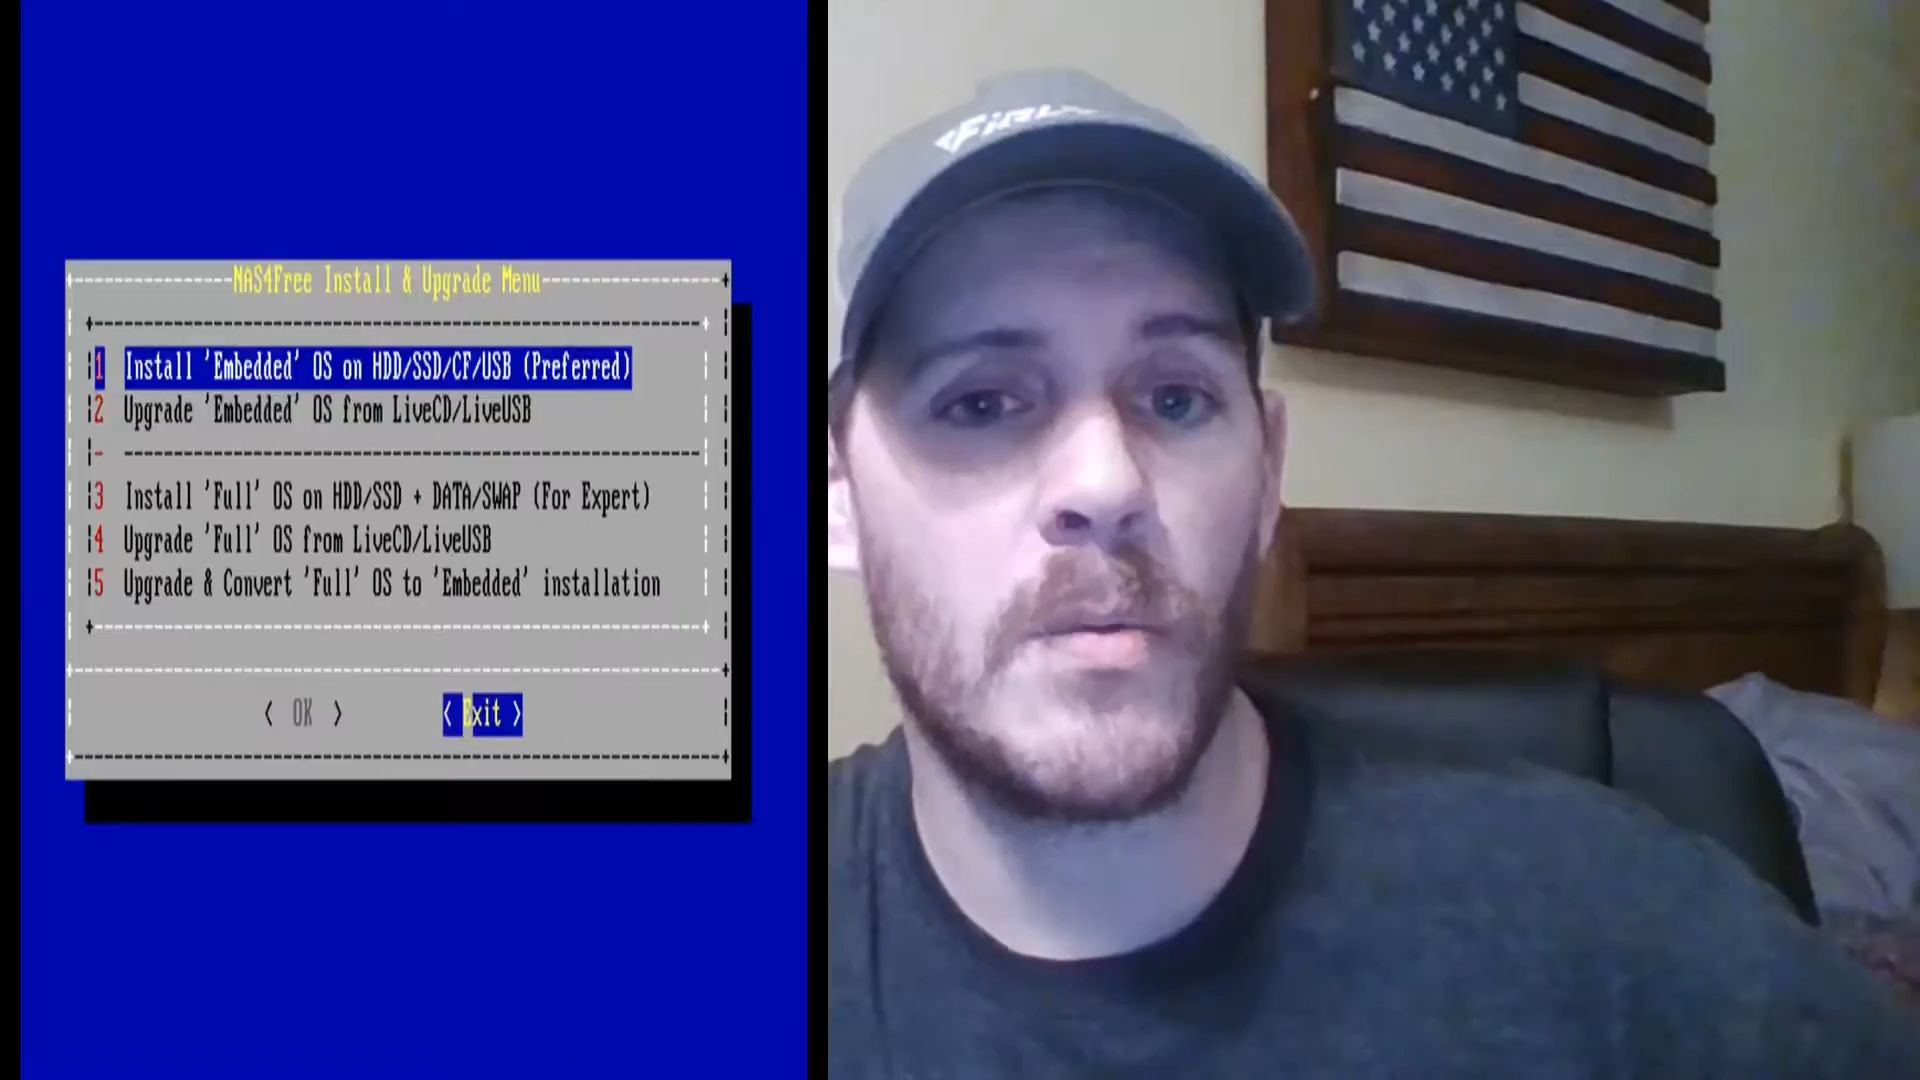 NAS4Free Install & Upgrade Menu
1 Install 'Embedded' OS on HDD/SSD/CF/USB (Preferred)
2 Upgrade 'Embedded' OS from LiveCD/LiveUSB
3 Install 'Full' OS on HDD/SSD + DATA/SWAP (For Expert)
4 Upgrade 'Full' OS from LiveCD/LiveUSB
5 Upgrade & Convert 'Full' OS to 'Embedded' installation
< OK > < Exit >